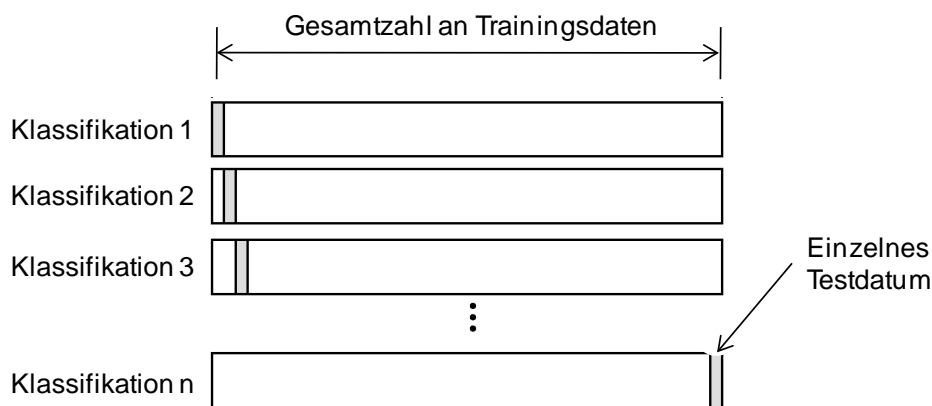 Gesamtzahl an Trainingsdaten
Klassifikation 1
Klassifikation 2
Klassifikation 3
Einzelnes
Testdatum
Klassifikation n